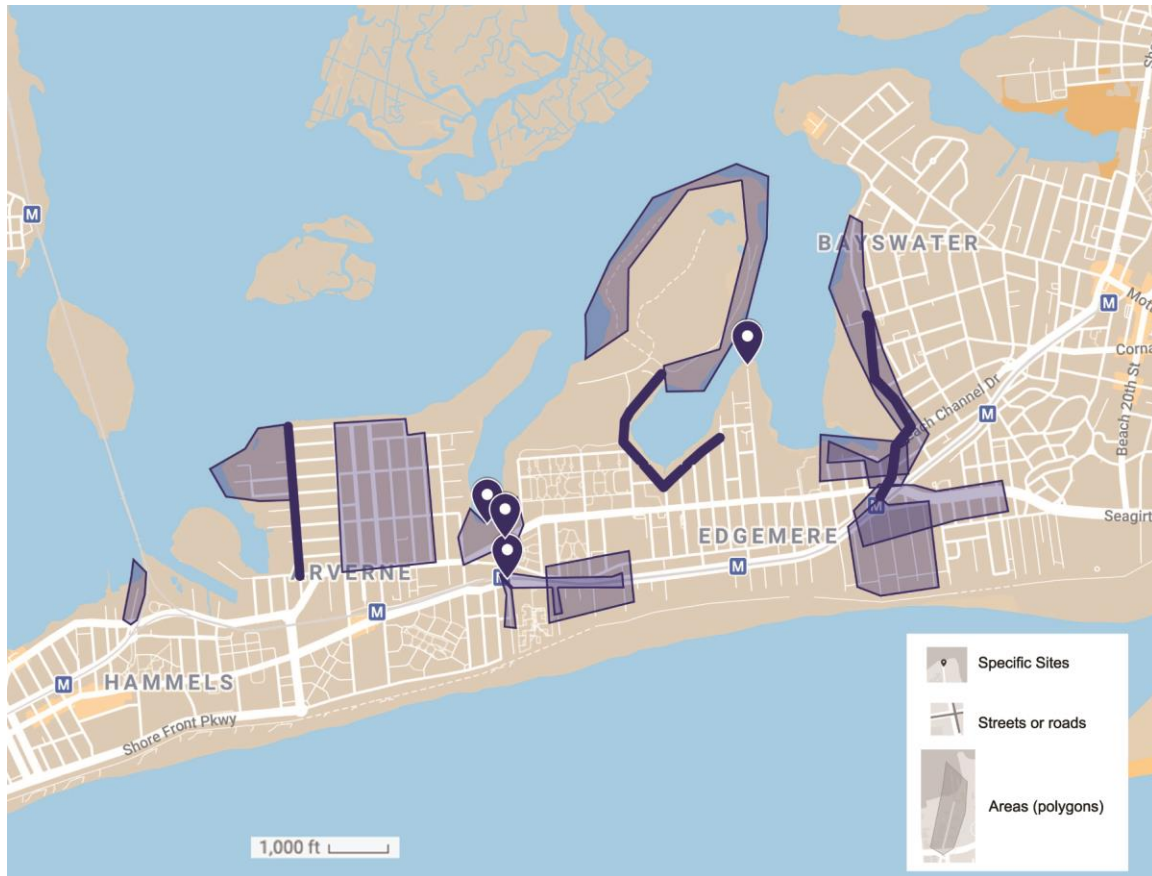 M
BAYSWATER
M
Mott
Corna
Beach 20th St
Beach Channel Dr
M
M
Seagirt
EDGEMERE
ARVERNE
M
M
M
HAMMELS
M
Shore Front Pkwy
Specific Sites
Streets or roads
Areas (polygons)
1,000 ft